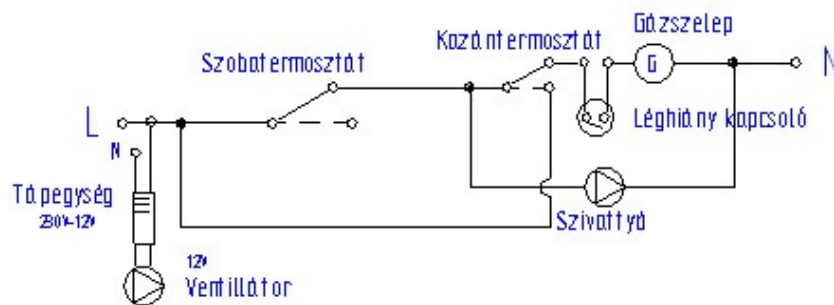 Gázszelep
Kazántermosztát
Szobatermosztát
G
N
L
Léghiány kapcsoló
N
Tápegység
230V-12V
Szivattyú
12V
Ventillátor